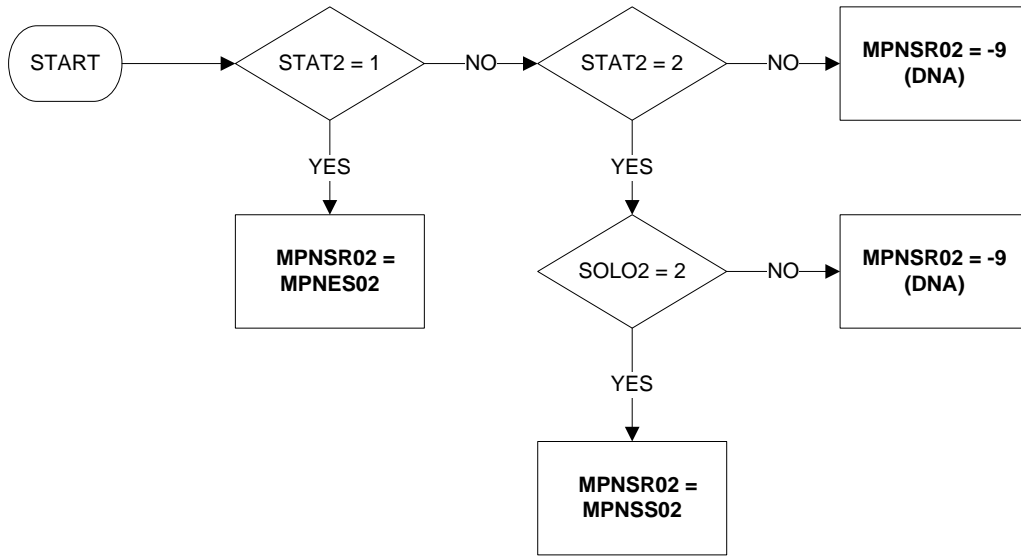 START
STAT2 = 1
NO
STAT2 = 2
NO
MPNSR02 = -9
(DNA)
YES
YES
MPNSR02 =
MPNES02
SOLO2 = 2
NO
MPNSR02 = -9
(DNA)
YES
MPNSR02 =
MPNSS02